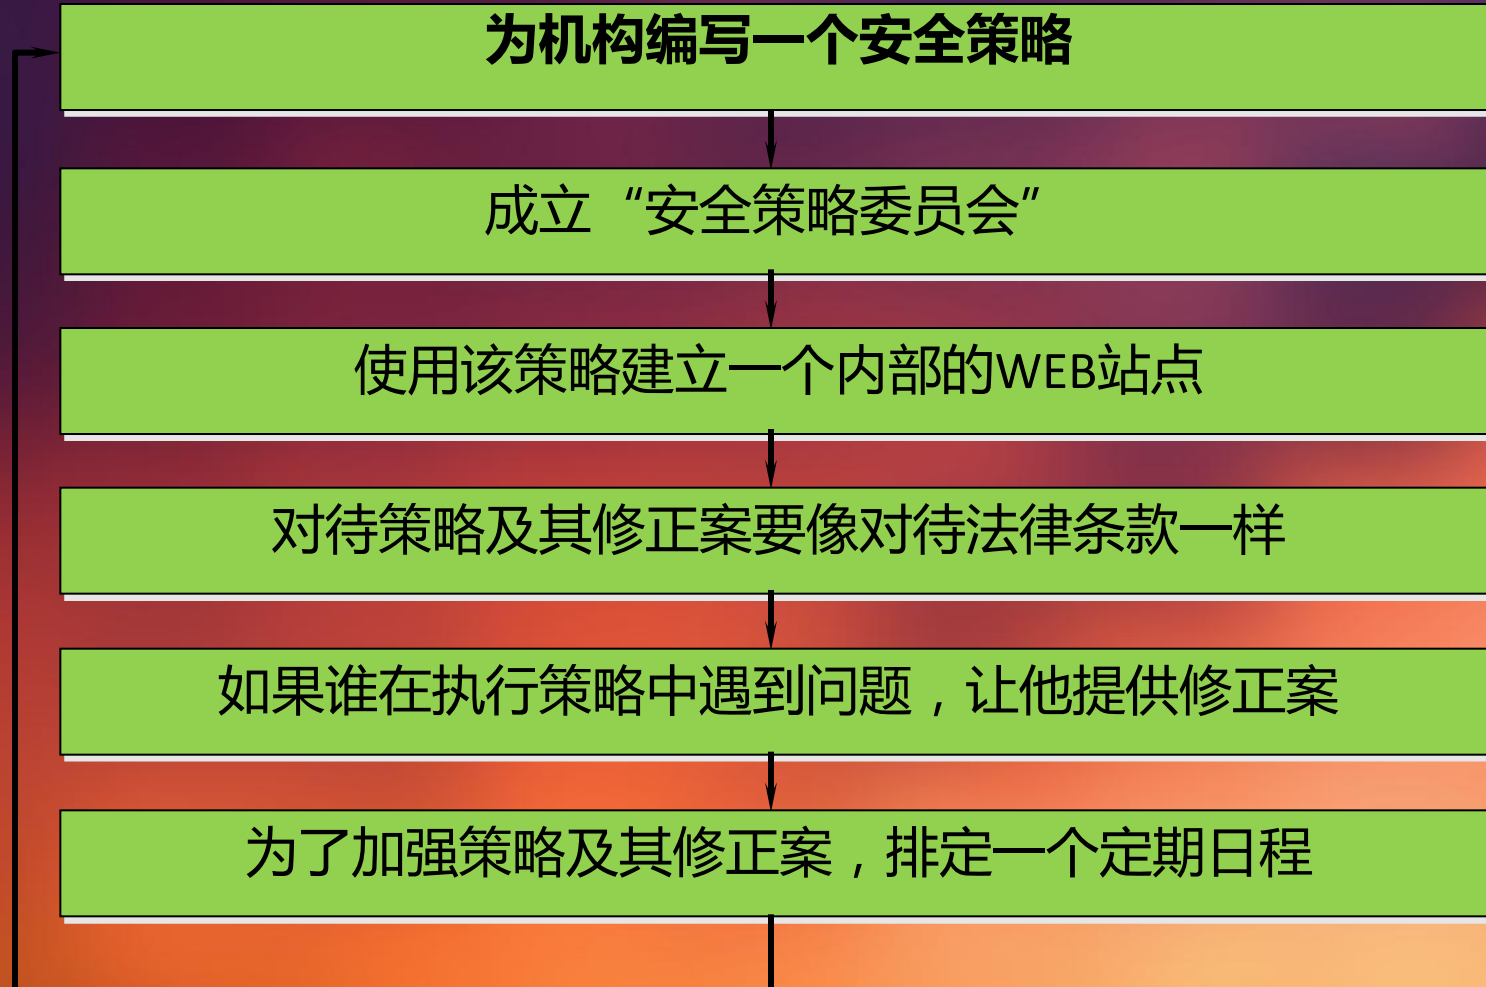 为机构编写一个安全策略
成立“安全策略委员会”
使用该策略建立一个内部的WEB站点
对待策略及其修正案要像对待法律条款一样
如果谁在执行策略中遇到问题，让他提供修正案
为了加强策略及其修正案，排定一个定期日程